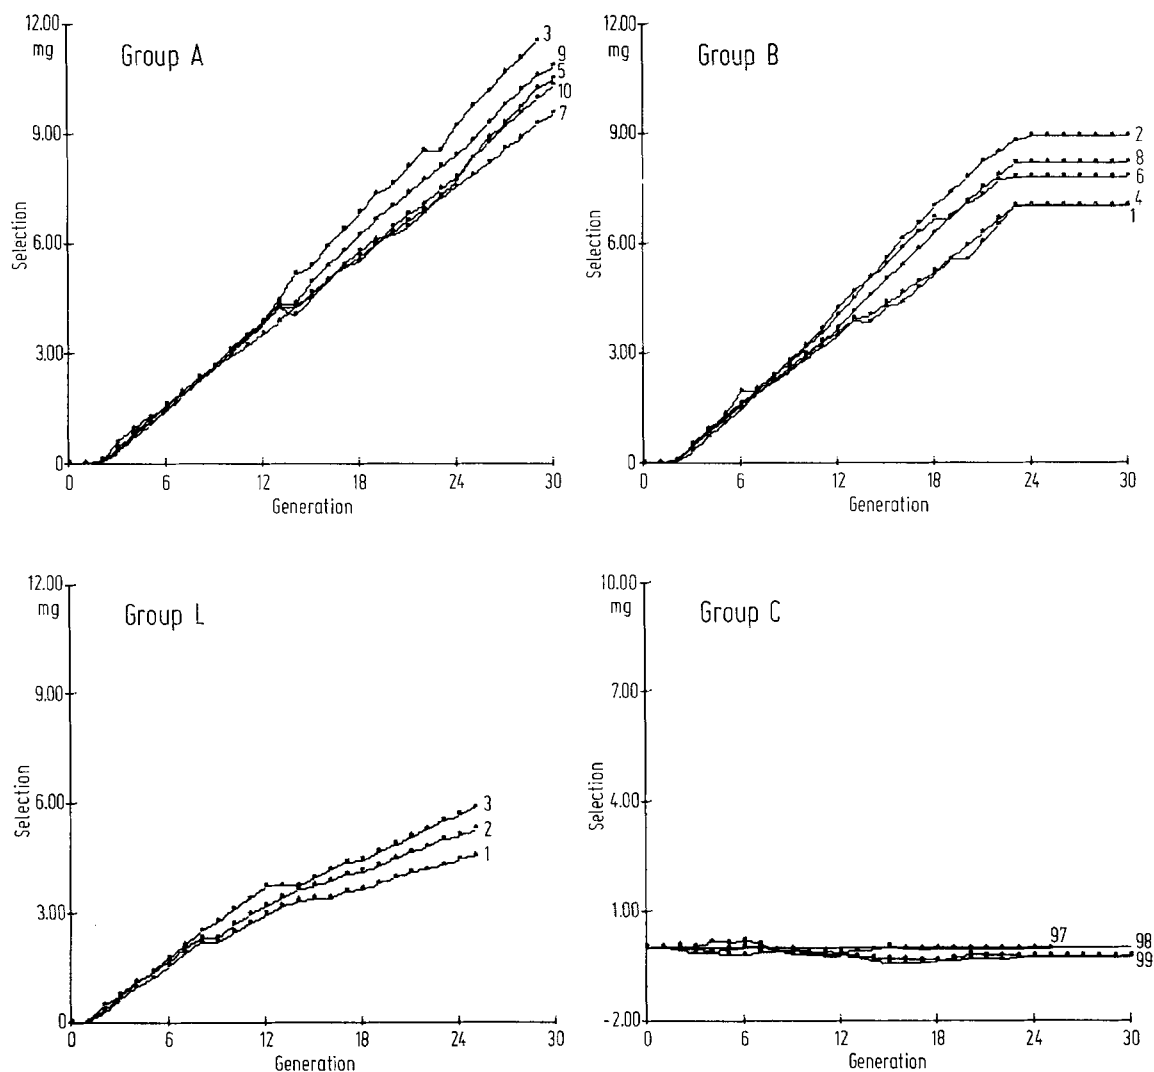 12.00
mg
Group A
3
9
5
10
7
9.00
6.00
3.00
0
Selection
0 6 12 18 24 30
Generation
12.00
mg
Group B
9.00
2
8
6
4
1
6.00
3.00
0
Selection
0 6 12 18 24 30
Generation
12.00
mg
Group L
9.00
6.00
3
2
1
3.00
0
Selection
0 6 12 18 24 30
Generation
10.00
mg
Group C
7.00
4.00
1.00
97
98
99
-2.00
Selection
0 6 12 18 24 30
Generation